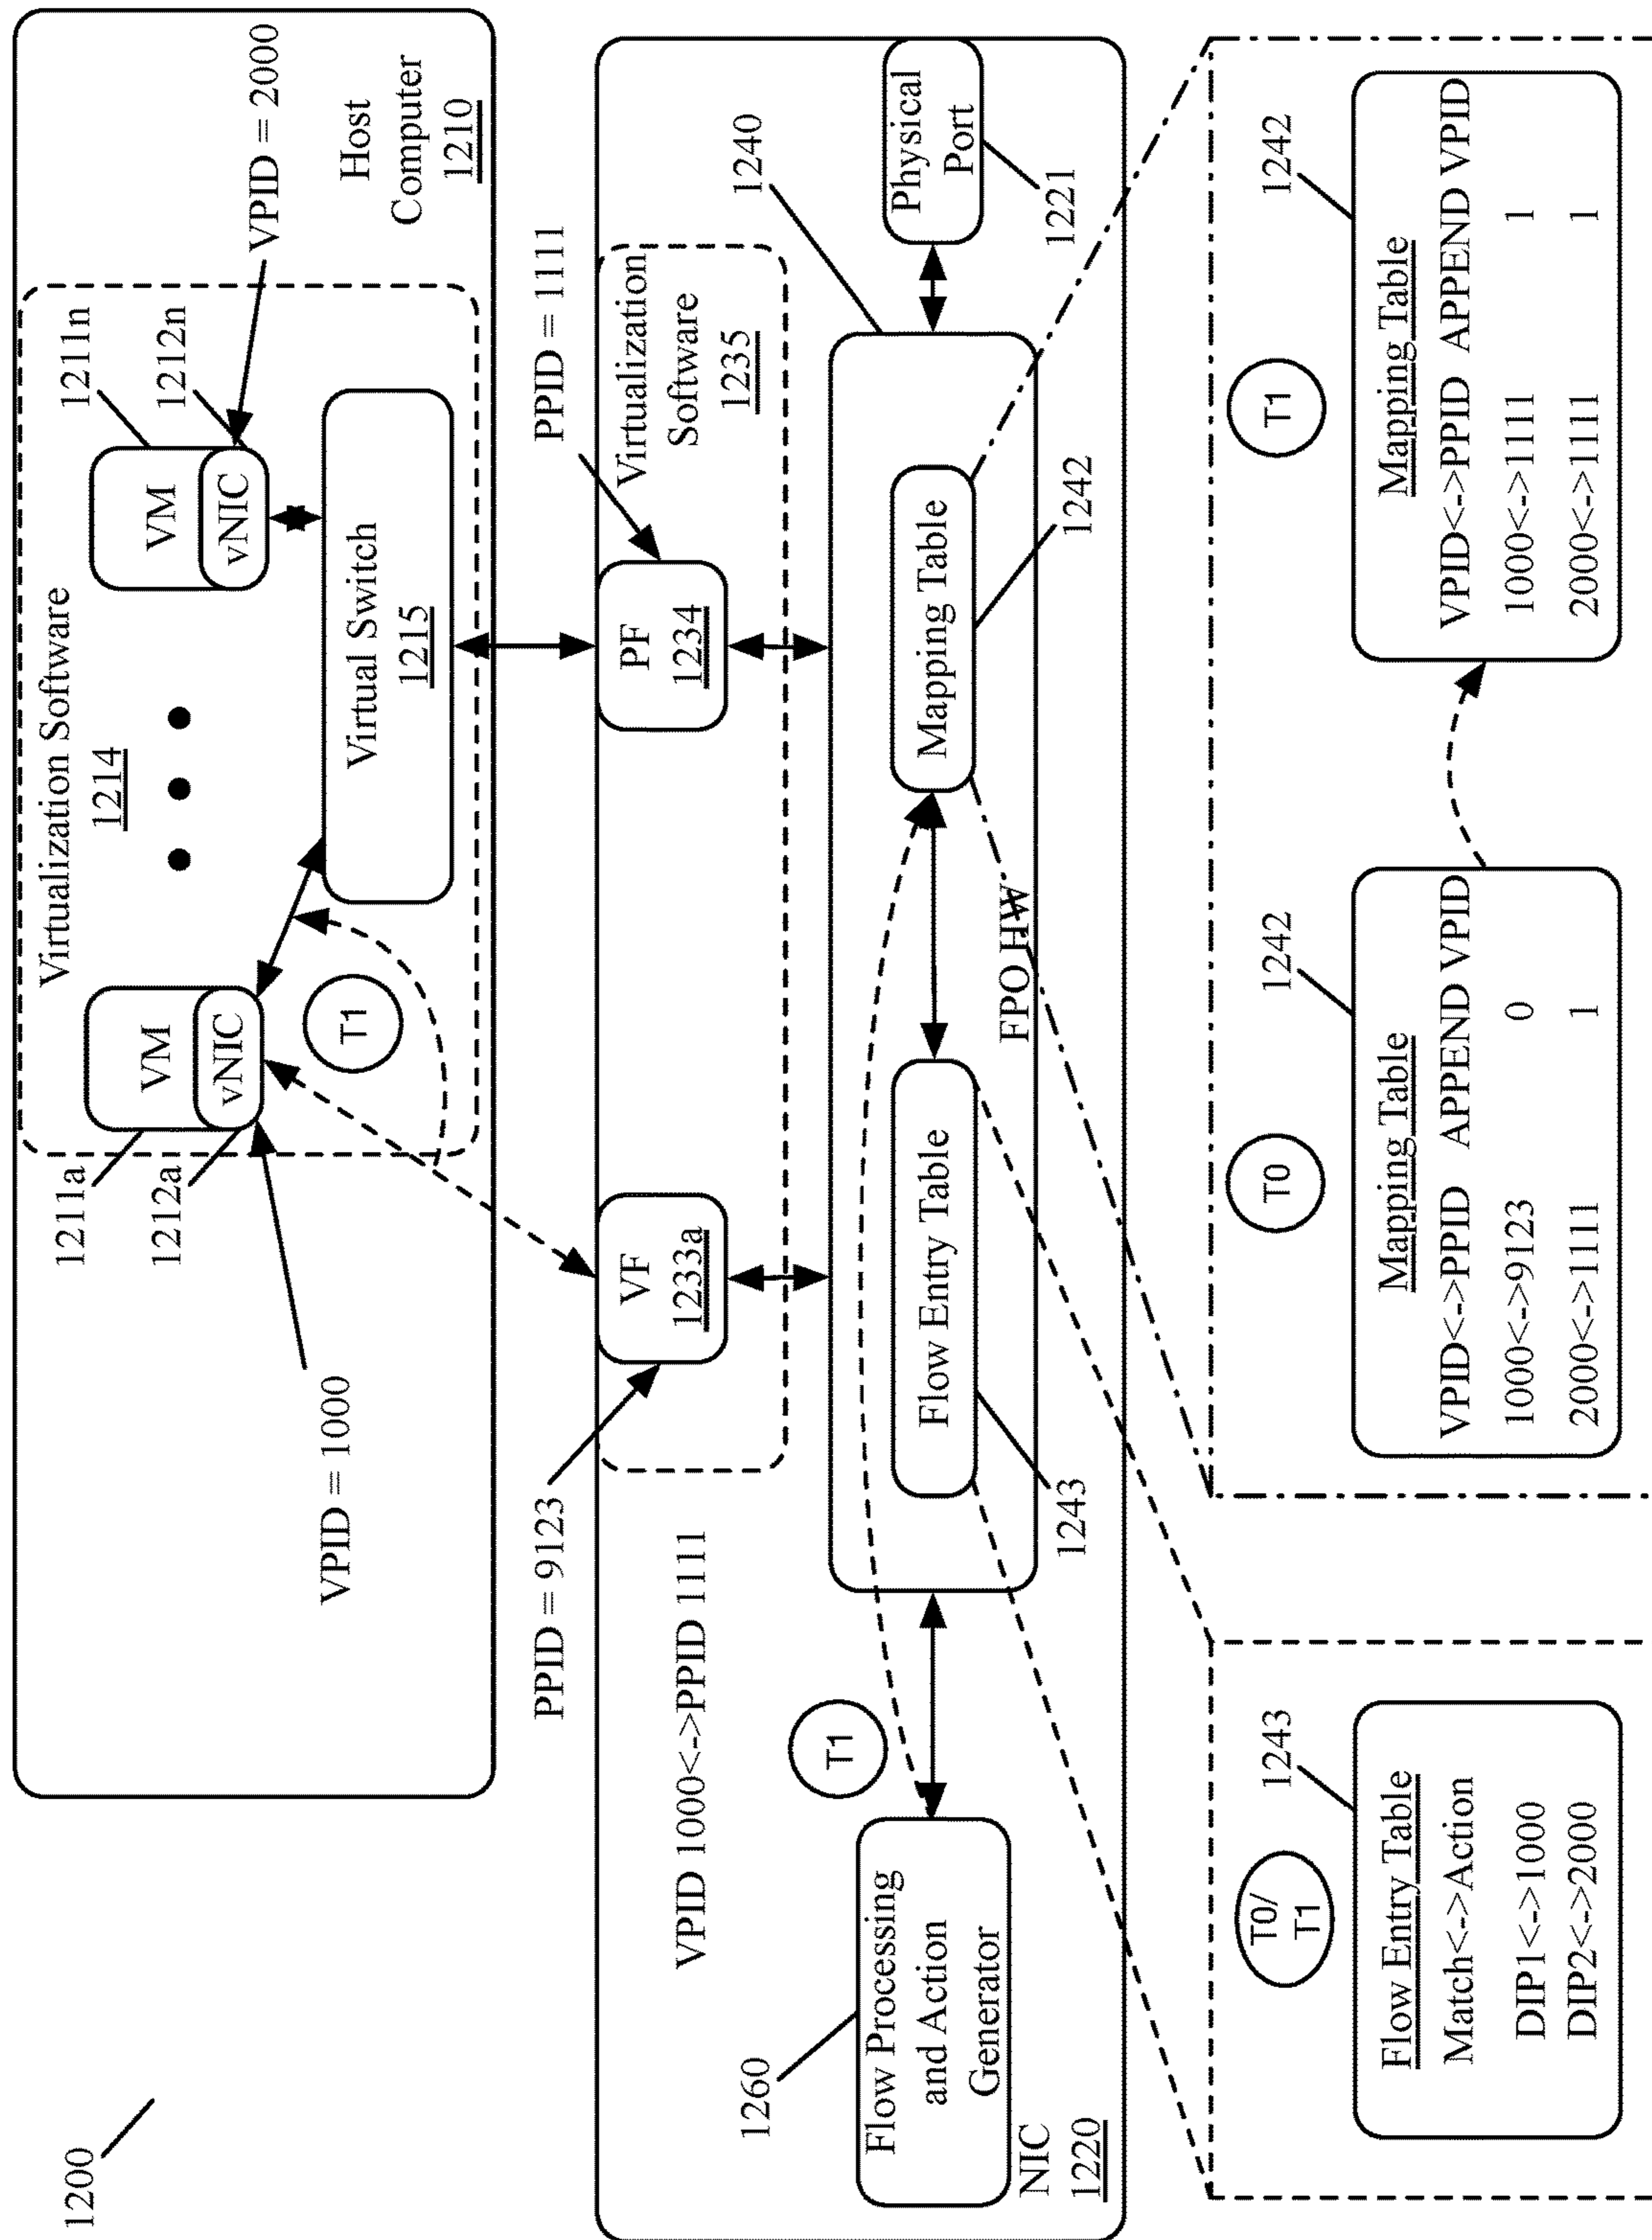 1200
Virtualization Software
1214
1211a
VM
vNIC
1212a
VPID = 1000
T1
1211n
VM
vNIC
1212n
VPID = 2000
Virtual Switch
1215
Host
Computer
1210
PPID = 9123
PPID = 1111
VF
1233a
PF
1234
Virtualization
Software
1235
VPID 1000<->PPID 1111
T1
1240
1260
Flow Processing
and Action
Generator
Flow Entry Table
1243
Mapping Table
1242
FPO HW
Physical
Port
1221
NIC
1220
T0/
T1
1243
Flow Entry Table
Match<->Action
DIP1<->1000
DIP2<->2000
T0
1242
Mapping Table
VPID<->PPID APPEND VPID
1000<->9123 0
2000<->1111 1
T1
1242
Mapping Table
VPID<->PPID APPEND VPID
1000<->1111 1
2000<->1111 1